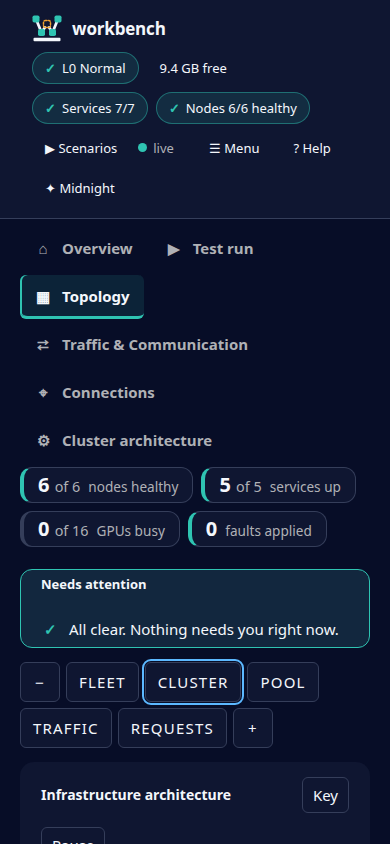 workbench
✓ L0 Normal 9.4 GB free
✓ Services 7/7 ✓ Nodes 6/6 healthy
▶ Scenarios live ☰ Menu ? Help
✦ Midnight
Overview ▶ Test run
Topology
⇄ Traffic & Communication
Connections
Cluster architecture
6 of 6 nodes healthy 5 of 5 services up
0 of 16 GPUs busy 0 faults applied
Needs attention
✓ All clear. Nothing needs you right now.
− FLEET CLUSTER POOL
TRAFFIC REQUESTS +
Infrastructure architecture Key
Pause